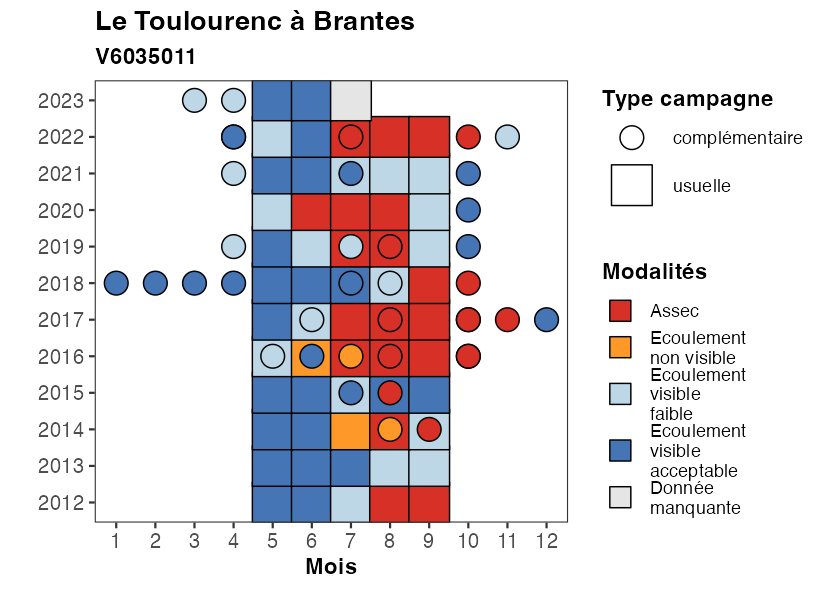 Le Toulourenc à Brantes
V6035011
2023
2022
2021
2020
2019
2018
2017
2016
2015
2014
2013
2012
1 2 3 4 5 6 7 8 9 10 11 12
Mois
Type campagne
complémentaire
usuelle
Modalités
Assec
Ecoulement
non visible
Ecoulement
visible
faible
Ecoulement
visible
acceptable
Donnée
manquante